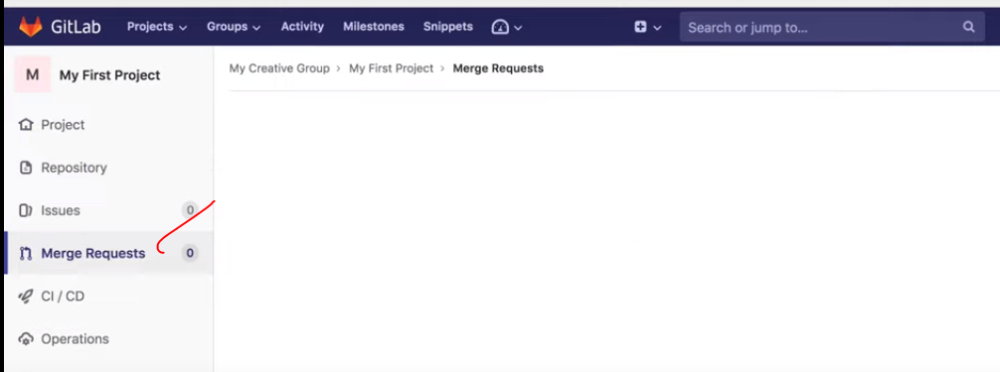 GitLab Projects Groups Activity Milestones Snippets Search or jump to...
M My First Project
My Creative Group › My First Project › Merge Requests
Project
Repository
Issues 0
Merge Requests 0
CI / CD
Operations